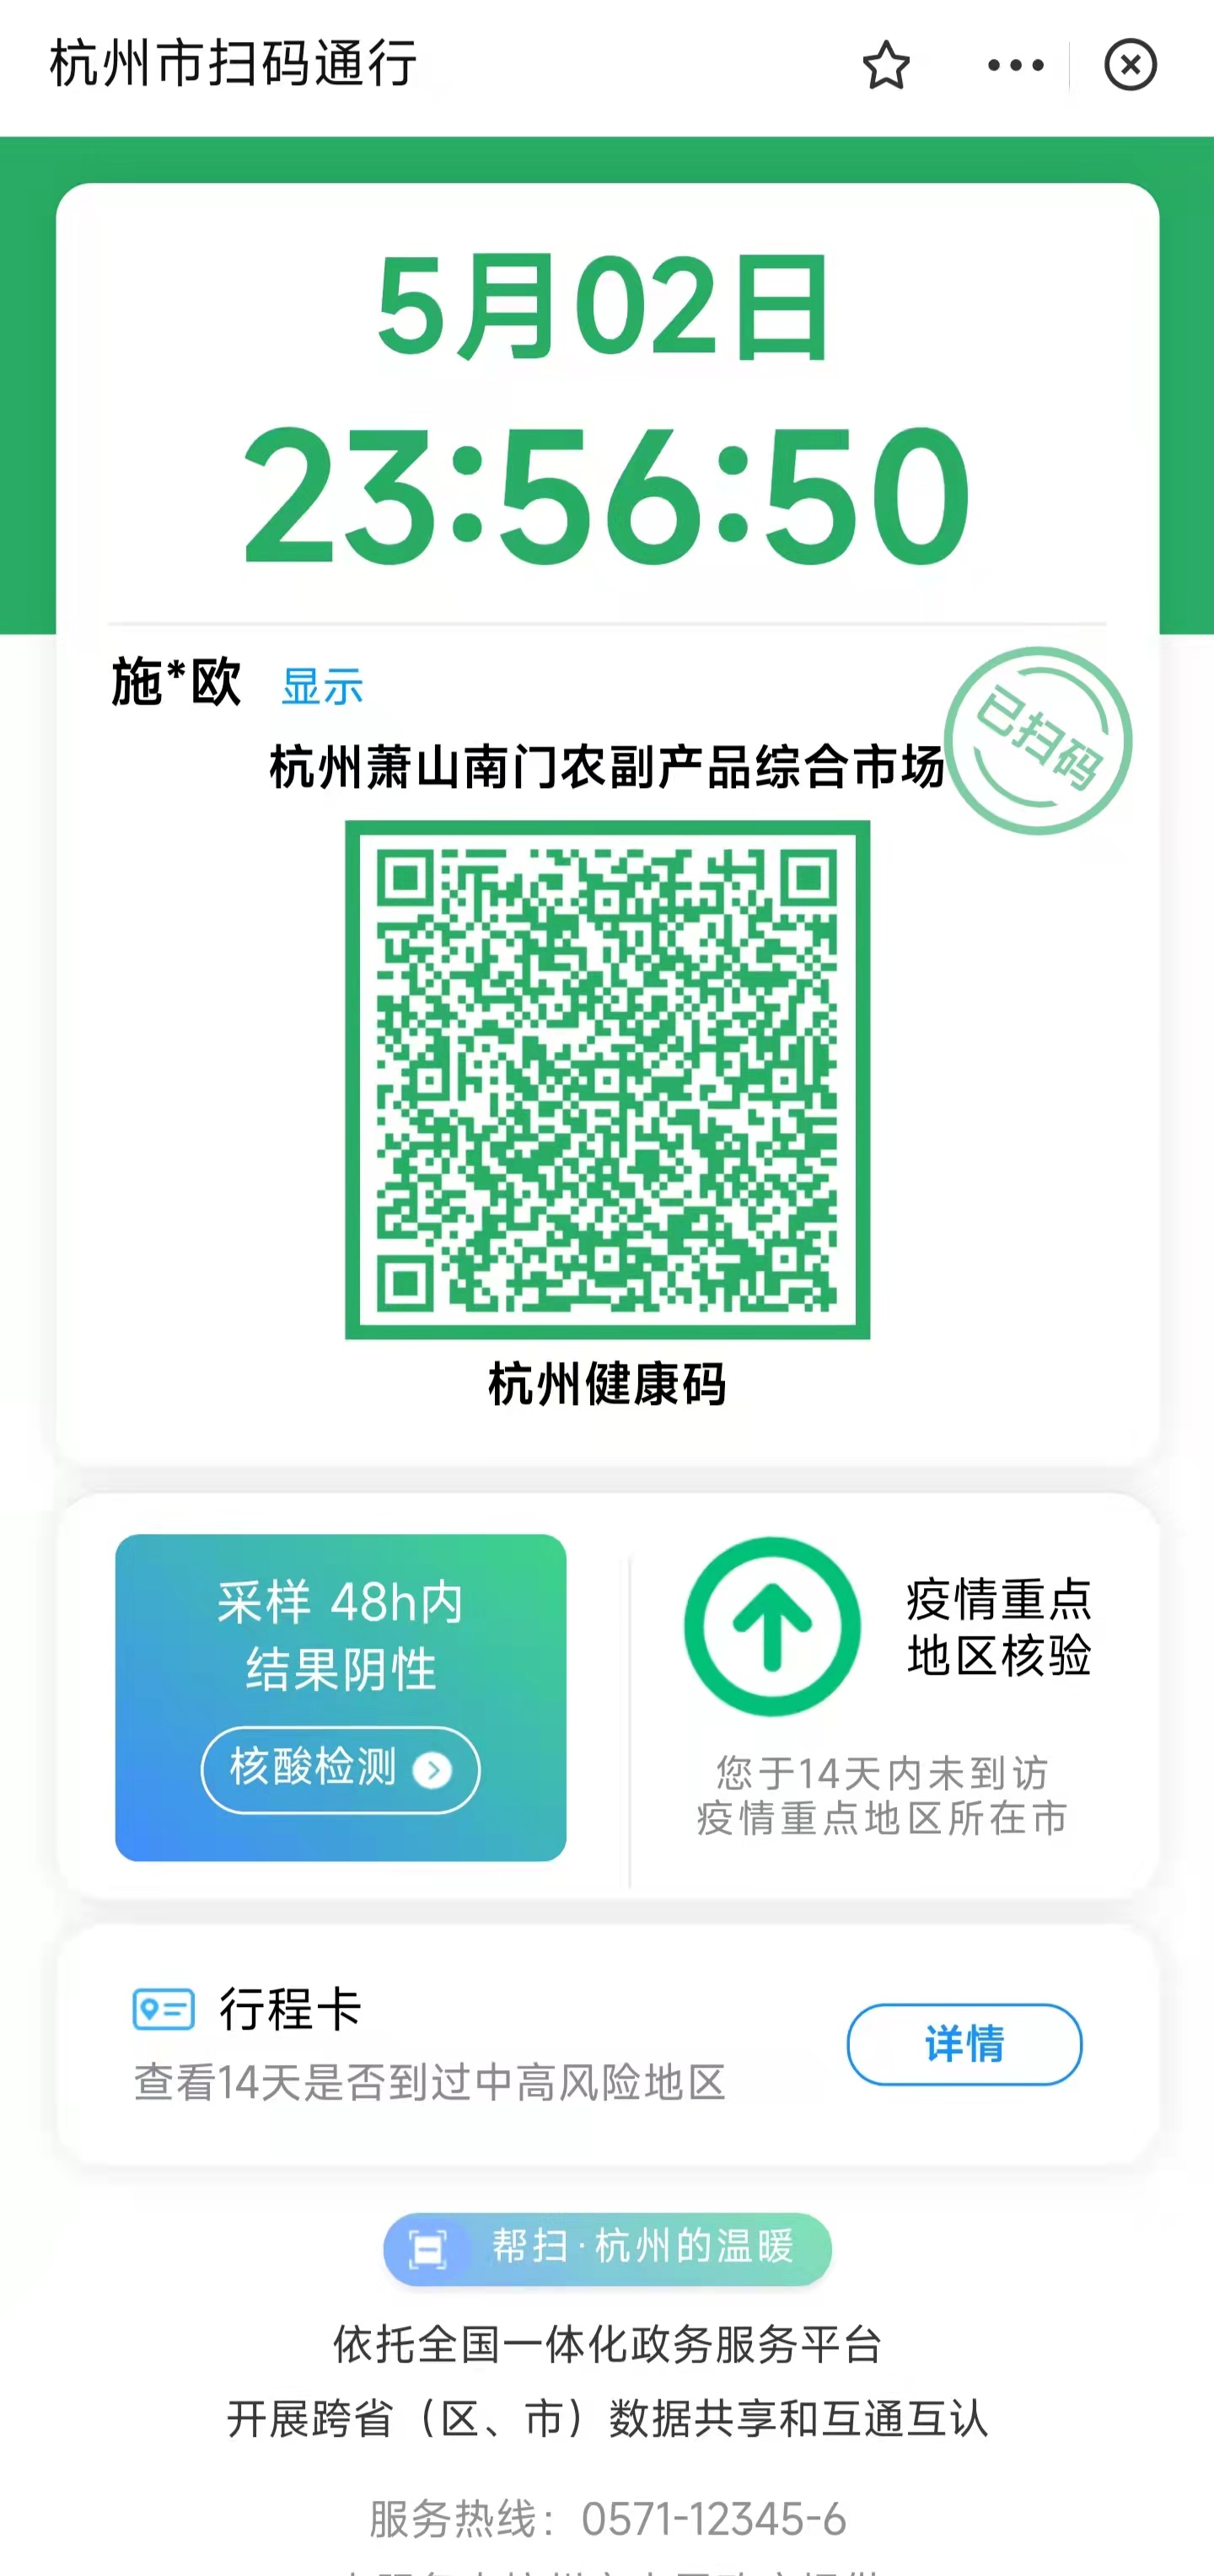 杭州市扫码通行
5月02日
23:56:50
施*欧 显示
已扫码
杭州萧山南门农副产品综合市场
杭州健康码
采样 48h内
结果阴性
核酸检测
疫情重点
地区核验
您于14天内未到访
疫情重点地区所在市
行程卡
查看14天是否到过中高风险地区
详情
帮扫·杭州的温暖
依托全国一体化政务服务平台
开展跨省（区、市）数据共享和互通互认
服务热线：0571-12345-6